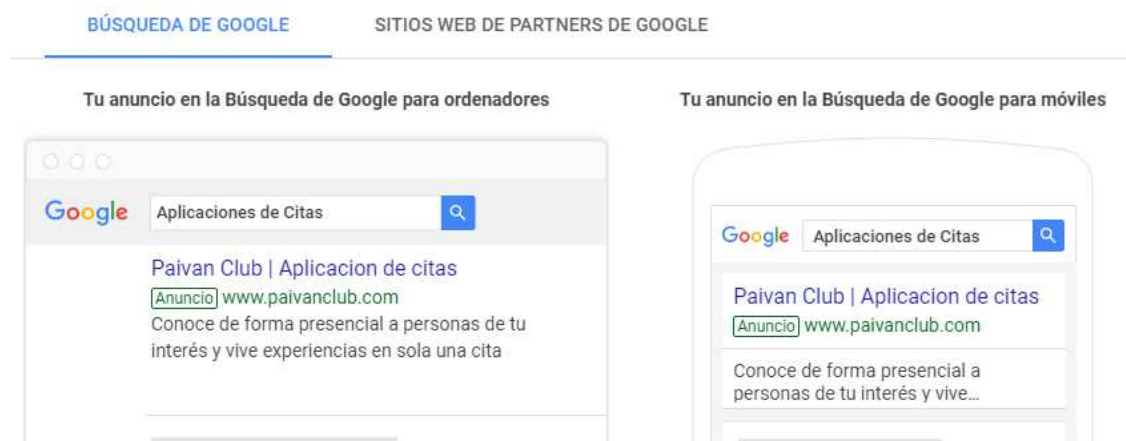 BÚSQUEDA DE GOOGLE
SITIOS WEB DE PARTNERS DE GOOGLE
Tu anuncio en la Búsqueda de Google para ordenadores
Google
Aplicaciones de Citas
Paivan Club | Aplicacion de citas
Anuncio www.paivanclub.com
Conoce de forma presencial a personas de tu
interés y vive experiencias en sola una cita
Tu anuncio en la Búsqueda de Google para móviles
Google
Aplicaciones de Citas
Paivan Club | Aplicacion de citas
Anuncio www.paivanclub.com
Conoce de forma presencial a
personas de tu interés y vive...